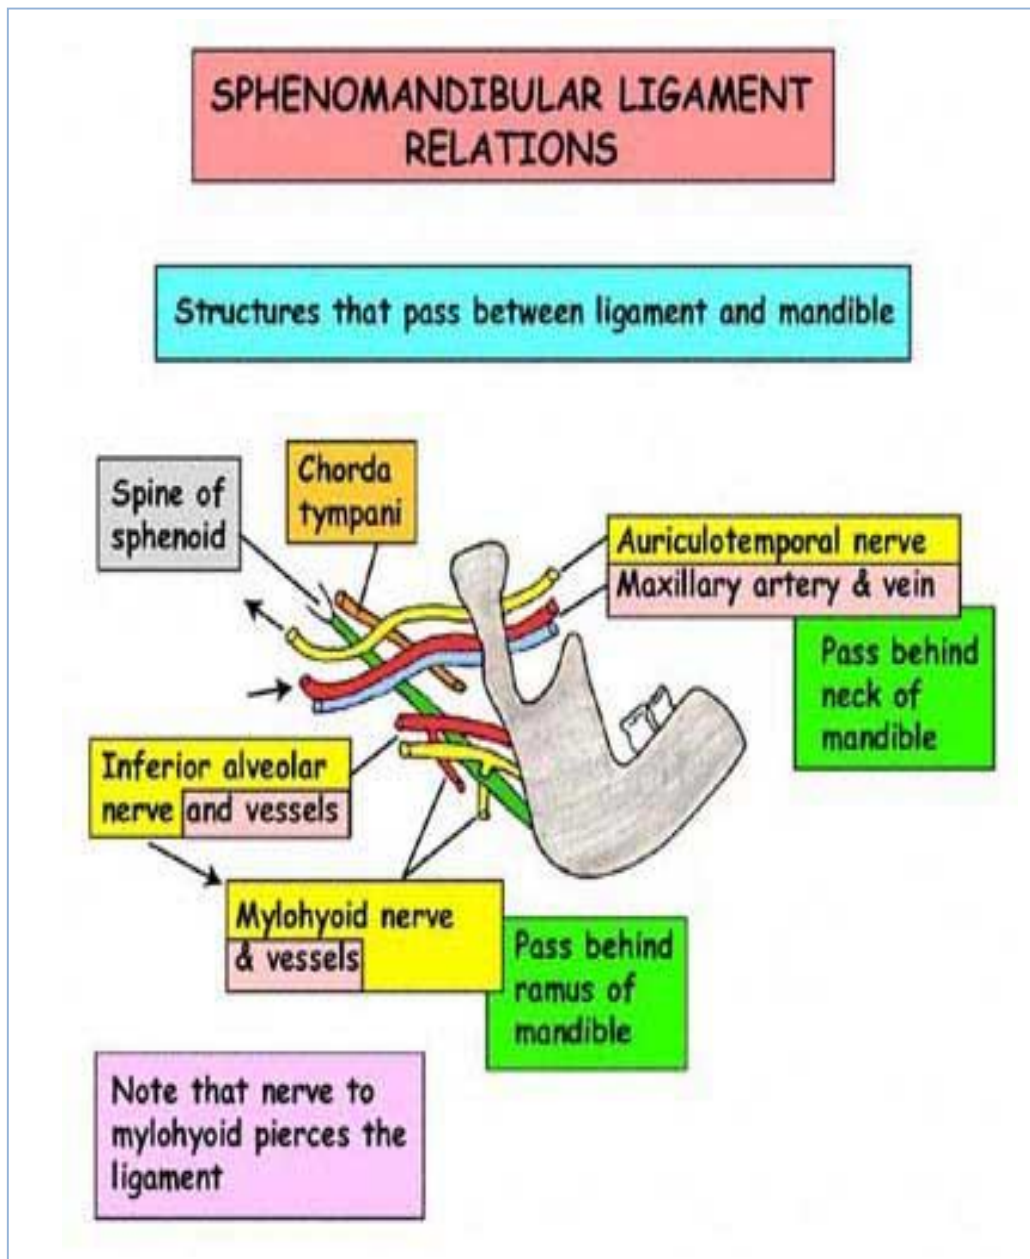 SPHENOMANDIBULAR LIGAMENT
RELATIONS
Structures that pass between ligament and mandible
Spine of
sphenoid
Chorda
tympani
Auriculotemporal nerve
Maxillary artery & vein
Pass behind
neck of
mandible
Inferior alveolar
nerve and vessels
Mylohyoid nerve
& vessels
Pass behind
ramus of
mandible
Note that nerve to
mylohyoid pierces the
ligament